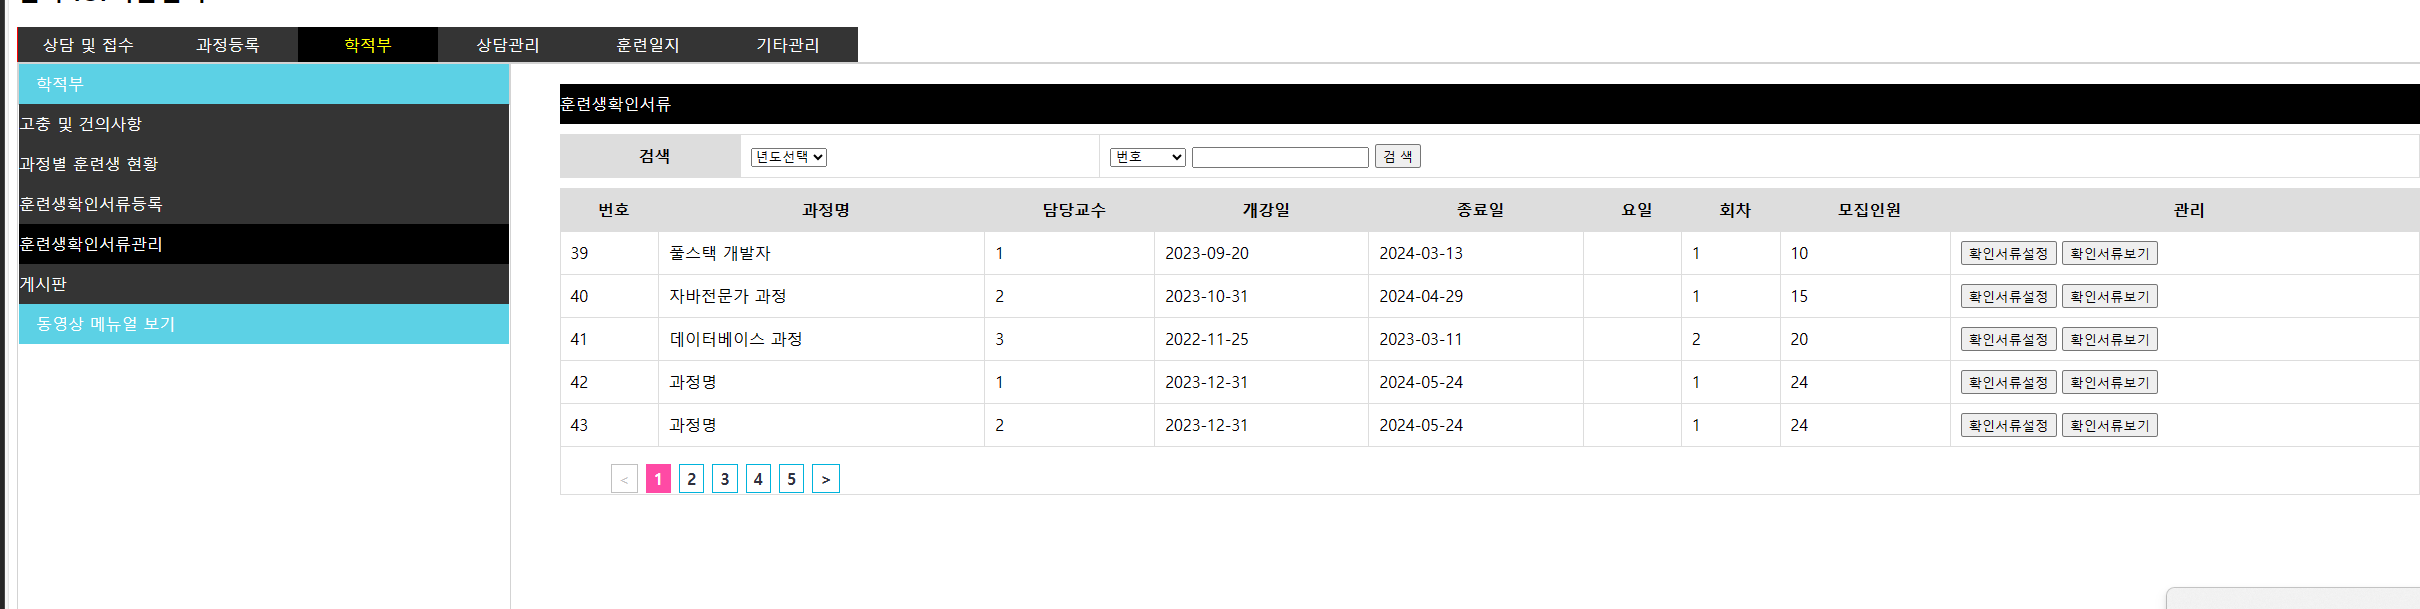 상담 및 접수 과정등록 학적부 상담관리 훈련일지 기타관리
학적부
고충 및 건의사항
과정별 훈련생 현황
훈련생확인서류등록
훈련생확인서류관리
게시판
동영상 메뉴얼 보기
훈련생확인서류
검색 년도선택 번호 검 색
번호 과정명 담당교수 개강일 종료일 요일 회차 모집인원 관리
39 풀스택 개발자 1 2023-09-20 2024-03-13 1 10 확인서류설정 확인서류보기
40 자바전문가 과정 2 2023-10-31 2024-04-29 1 15 확인서류설정 확인서류보기
41 데이터베이스 과정 3 2022-11-25 2023-03-11 2 20 확인서류설정 확인서류보기
42 과정명 1 2023-12-31 2024-05-24 1 24 확인서류설정 확인서류보기
43 과정명 2 2023-12-31 2024-05-24 1 24 확인서류설정 확인서류보기
< 1 2 3 4 5 >